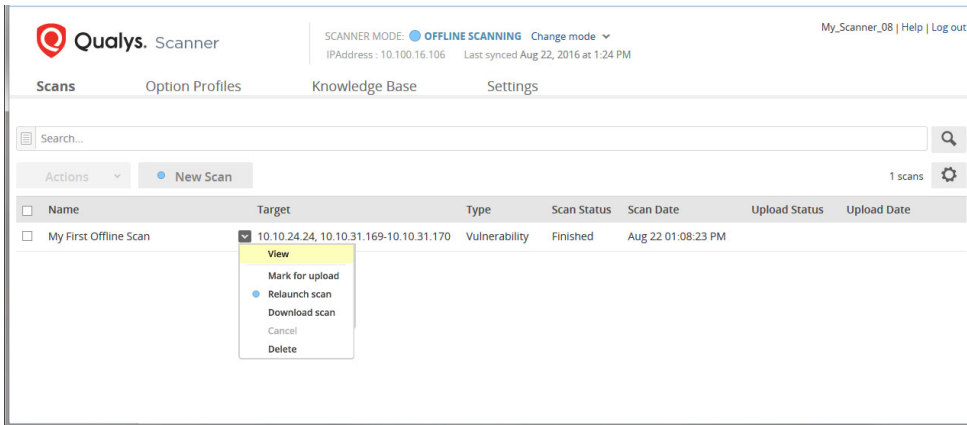 Qualys. Scanner
SCANNER MODE: OFFLINE SCANNING Change mode
IPAddress : 10.100.16.106 Last synced Aug 22, 2016 at 1:24 PM
My_Scanner_08 | Help | Log out
Scans Option Profiles Knowledge Base Settings
Search...
Actions New Scan 1 scans
Name Target Type Scan Status Scan Date Upload Status Upload Date
My First Offline Scan 10.10.24.24, 10.10.31.169-10.10.31.170 Vulnerability Finished Aug 22 01:08:23 PM
View
Mark for upload
Relaunch scan
Download scan
Cancel
Delete